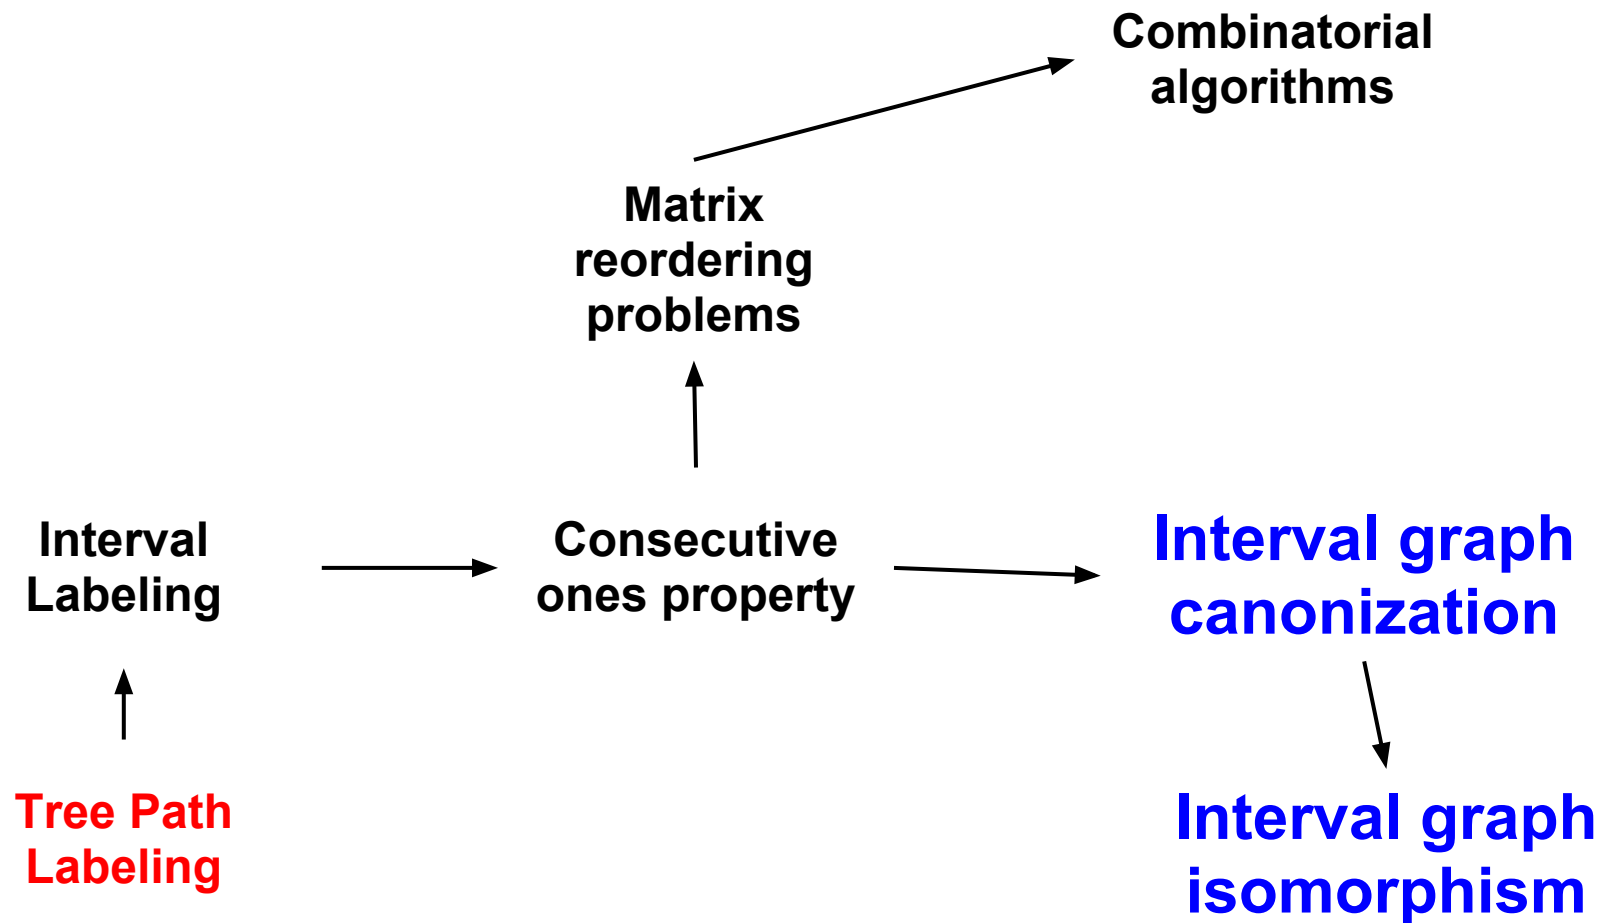 Combinatorial
algorithms
Matrix
reordering
problems
Interval
Labeling
Consecutive
ones property
Interval graph
canonization
Tree Path
Labeling
Interval graph
isomorphism